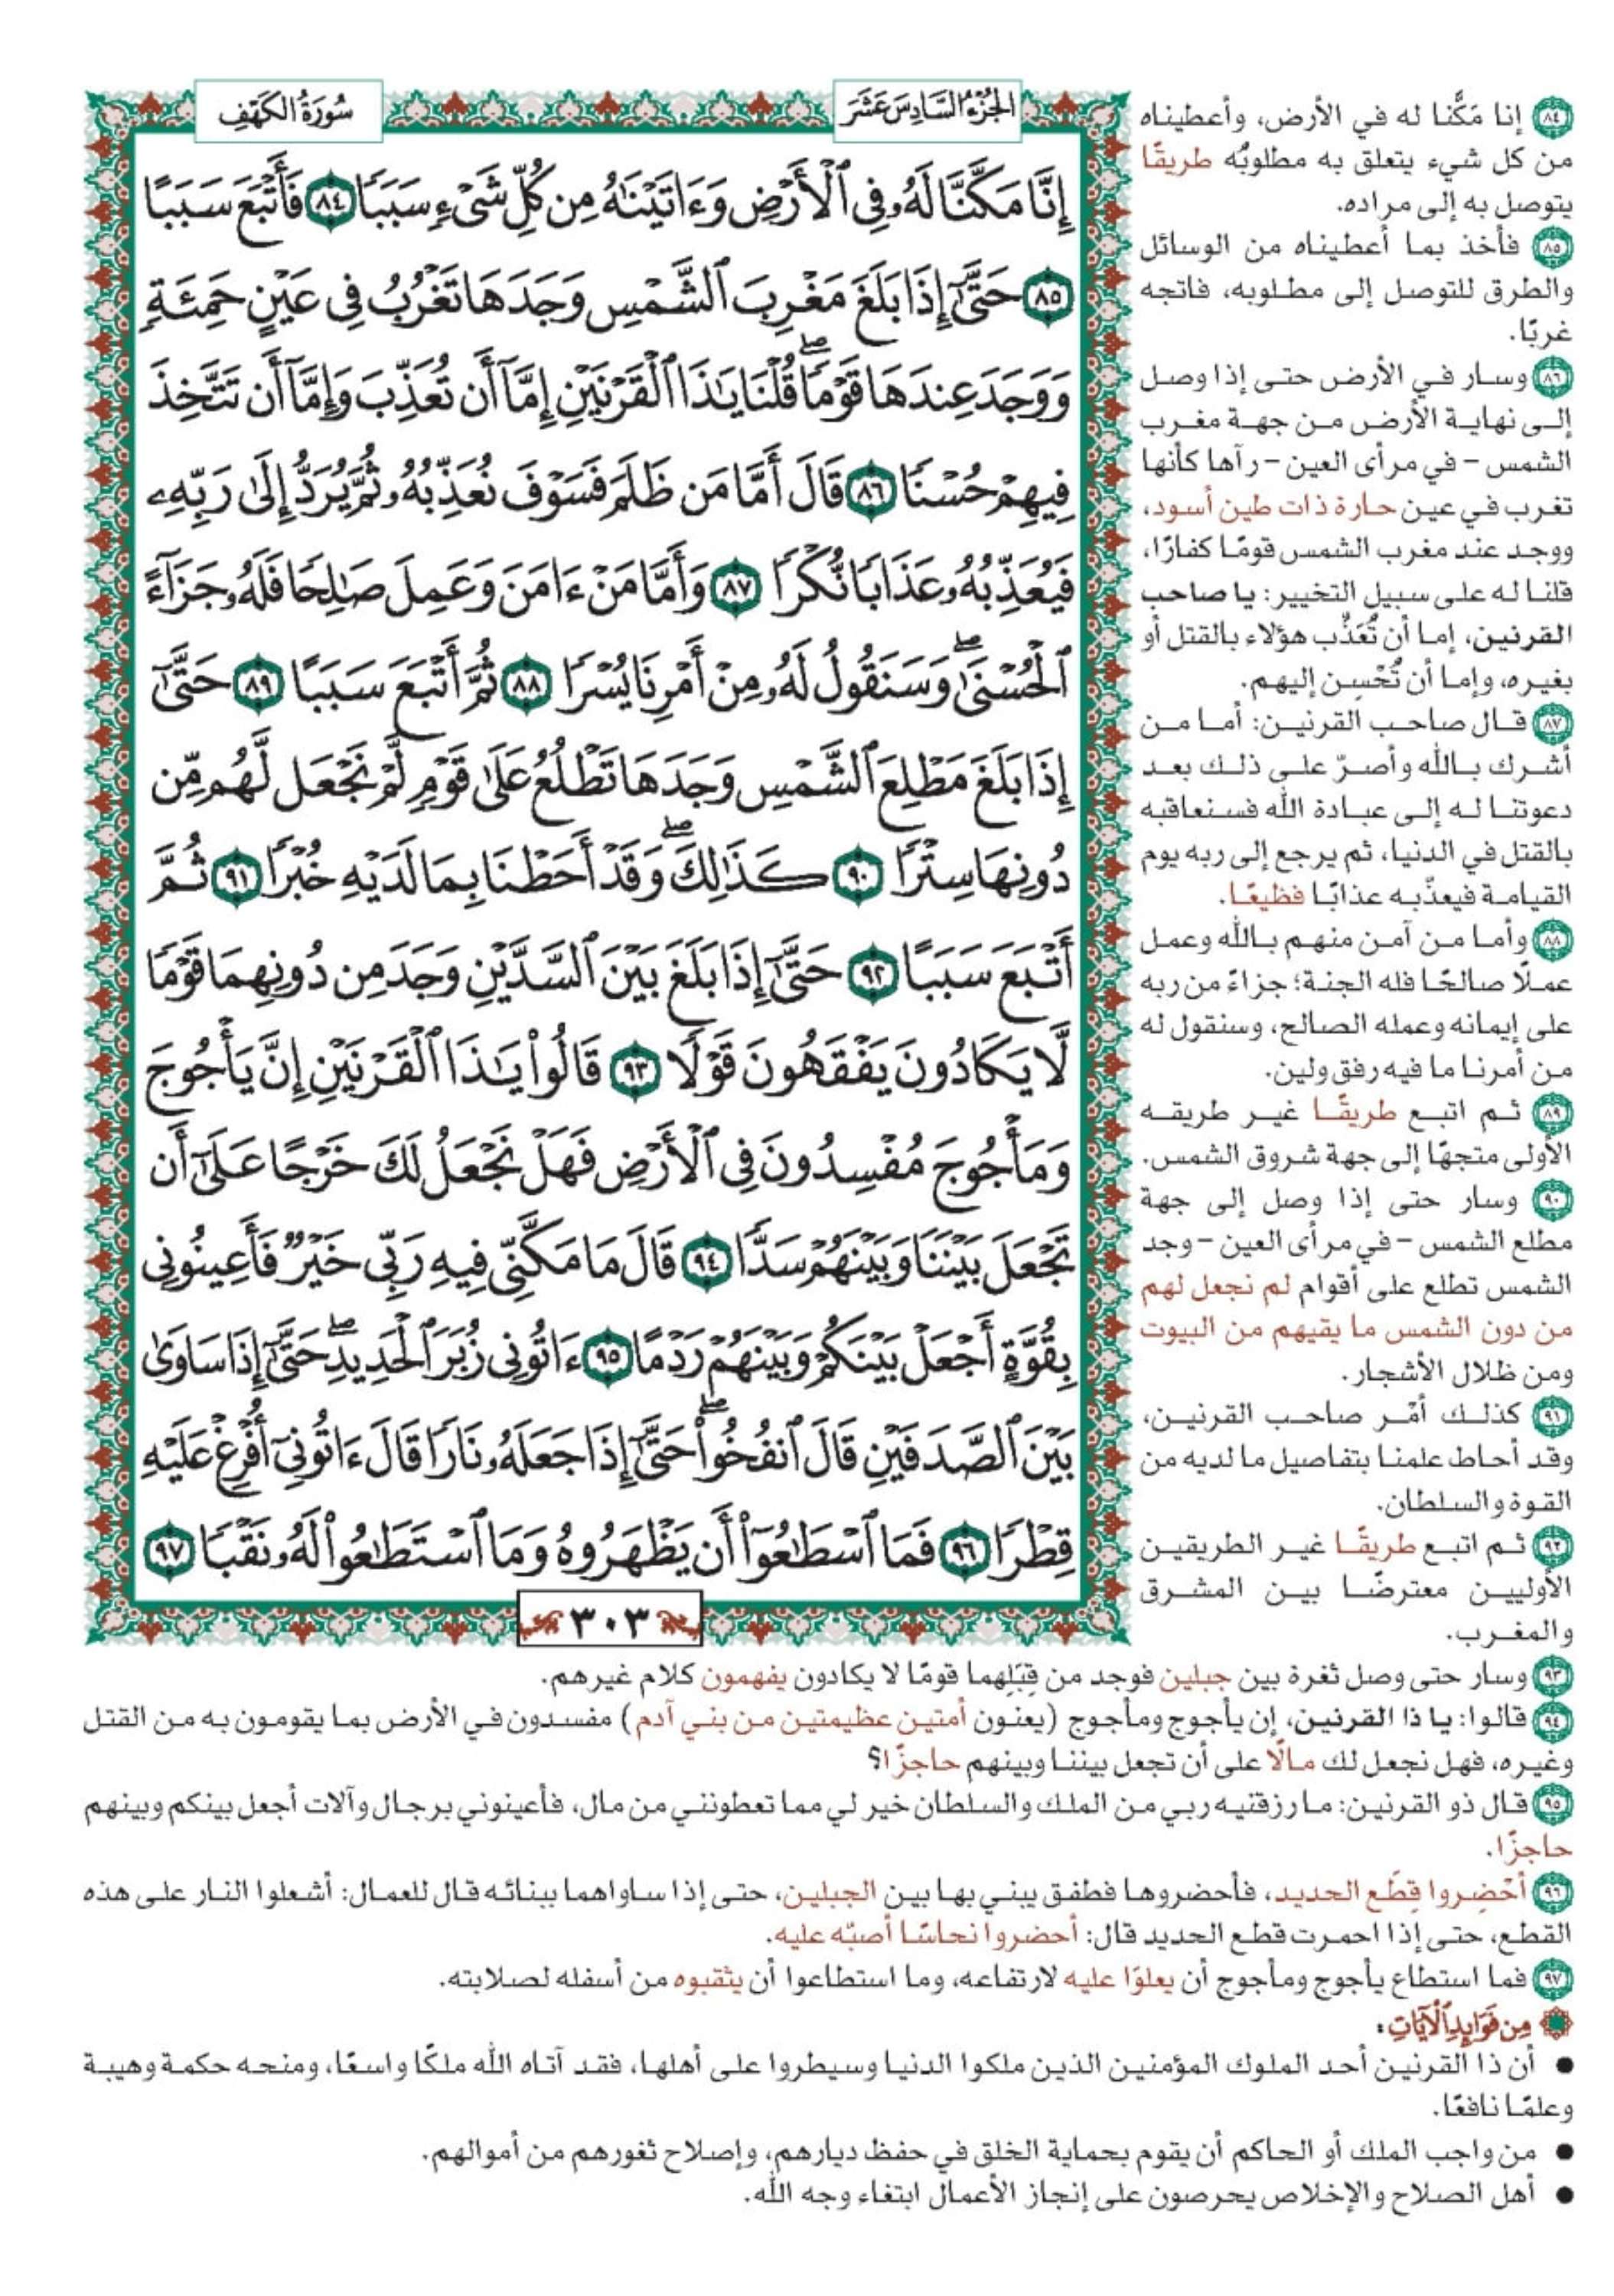 الجُزْءُ السَّادِسَ عَشَرَ
سُورَةُ الكَهْفِ
إِنَّا مَكَّنَّا لَهُۥ فِى ٱلْأَرْضِ وَءَاتَيْنَٰهُ مِن كُلِّ شَىْءٍ سَبَبًا ٨٤ فَأَتْبَعَ سَبَبًا
٨٥ حَتَّىٰٓ إِذَا بَلَغَ مَغْرِبَ ٱلشَّمْسِ وَجَدَهَا تَغْرُبُ فِى عَيْنٍ حَمِئَةٍ
وَوَجَدَ عِندَهَا قَوْمًا ۖ قُلْنَا يَٰذَا ٱلْقَرْنَيْنِ إِمَّآ أَن تُعَذِّبَ وَإِمَّآ أَن تَتَّخِذَ
فِيهِمْ حُسْنًا ٨٦ قَالَ أَمَّا مَن ظَلَمَ فَسَوْفَ نُعَذِّبُهُۥ ثُمَّ يُرَدُّ إِلَىٰ رَبِّهِۦ
فَيُعَذِّبُهُۥ عَذَابًا نُّكْرًا ٨٧ وَأَمَّا مَنْ ءَامَنَ وَعَمِلَ صَٰلِحًا فَلَهُۥ جَزَآءً
ٱلْحُسْنَىٰ ۖ وَسَنَقُولُ لَهُۥ مِنْ أَمْرِنَا يُسْرًا ٨٨ ثُمَّ أَتْبَعَ سَبَبًا ٨٩ حَتَّىٰٓ
إِذَا بَلَغَ مَطْلِعَ ٱلشَّمْسِ وَجَدَهَا تَطْلُعُ عَلَىٰ قَوْمٍ لَّمْ نَجْعَل لَّهُم مِّن
دُونِهَا سِتْرًا ٩٠ كَذَٰلِكَ ۖ وَقَدْ أَحَطْنَا بِمَا لَدَيْهِ خُبْرًا ٩١ ثُمَّ
أَتْبَعَ سَبَبًا ٩٢ حَتَّىٰٓ إِذَا بَلَغَ بَيْنَ ٱلسَّدَّيْنِ وَجَدَ مِن دُونِهِمَا قَوْمًا
لَّا يَكَادُونَ يَفْقَهُونَ قَوْلًا ٩٣ قَالُوا۟ يَٰذَا ٱلْقَرْنَيْنِ إِنَّ يَأْجُوجَ
وَمَأْجُوجَ مُفْسِدُونَ فِى ٱلْأَرْضِ فَهَلْ نَجْعَلُ لَكَ خَرْجًا عَلَىٰٓ أَن
تَجْعَلَ بَيْنَنَا وَبَيْنَهُمْ سَدًّا ٩٤ قَالَ مَا مَكَّنِّى فِيهِ رَبِّى خَيْرٌ فَأَعِينُونِى
بِقُوَّةٍ أَجْعَلْ بَيْنَكُمْ وَبَيْنَهُمْ رَدْمًا ٩٥ ءَاتُونِى زُبَرَ ٱلْحَدِيدِ ۖ حَتَّىٰٓ إِذَا سَاوَىٰ
بَيْنَ ٱلصَّدَفَيْنِ قَالَ ٱنفُخُوا۟ ۖ حَتَّىٰٓ إِذَا جَعَلَهُۥ نَارًا قَالَ ءَاتُونِىٓ أُفْرِغْ عَلَيْهِ
قِطْرًا ٩٦ فَمَا ٱسْطَٰعُوٓا۟ أَن يَظْهَرُوهُ وَمَا ٱسْتَطَٰعُوا۟ لَهُۥ نَقْبًا ٩٧
٣٠٣
٨٤ إنا مَكَّنا له في الأرض، وأعطيناه
من كل شيء يتعلق به مطلوبُه طريقًا
يتوصل به إلى مراده.
٨٥ فأخذ بما أعطيناه من الوسائل
والطرق للتوصل إلى مطلوبه، فاتجه
غربًا.
٨٦ وسار في الأرض حتى إذا وصل
إلى نهاية الأرض من جهة مغرب
الشمس - في مرأى العين - رآها كأنها
تغرب في عين حارة ذات طين أسود،
ووجد عند مغرب الشمس قومًا كفارًا،
قلنا له على سبيل التخيير: يا صاحب
القرنين، إما أن تُعَذِّب هؤلاء بالقتل أو
بغيره، وإما أن تُحْسِن إليهم.
٨٧ قال صاحب القرنين: أما من
أشرك بالله وأصرّ على ذلك بعد
دعوتنا له إلى عبادة الله فسنعاقبه
بالقتل في الدنيا، ثم يرجع إلى ربه يوم
القيامة فيعذّبه عذابًا فظيعًا.
٨٨ وأما من آمن منهم بالله وعمل
عملًا صالحًا فله الجنة؛ جزاءً من ربه
على إيمانه وعمله الصالح، وسنقول له
من أمرنا ما فيه رفق ولين.
٨٩ ثم اتبع طريقًا غير طريقه
الأولى متجهًا إلى جهة شروق الشمس.
٩٠ وسار حتى إذا وصل إلى جهة
مطلع الشمس - في مرأى العين - وجد
الشمس تطلع على أقوام لم نجعل لهم
من دون الشمس ما يقيهم من البيوت
ومن ظلال الأشجار.
٩١ كذلك أمْر صاحب القرنين،
وقد أحاط علمنا بتفاصيل ما لديه من
القوة والسلطان.
٩٢ ثم اتبع طريقًا غير الطريقين
الأوليين معترضًا بين المشرق
والمغرب.
٩٣ وسار حتى وصل ثغرة بين جبلين فوجد من قِبَلِهما قومًا لا يكادون يفهمون كلام غيرهم.
٩٤ قالوا: يا ذا القرنين، إن يأجوج ومأجوج (يعنون أمتين عظيمتين من بني آدم) مفسدون في الأرض بما يقومون به من القتل
وغيره، فهل نجعل لك مالًا على أن تجعل بيننا وبينهم حاجزًا؟
٩٥ قال ذو القرنين: ما رزقنيه ربي من الملك والسلطان خير لي مما تعطونني من مال، فأعينوني برجال وآلات أجعل بينكم وبينهم
حاجزًا.
٩٦ أحْضِروا قِطَع الحديد، فأحضروها فطفق يبني بها بين الجبلين، حتى إذا ساواهما ببنائه قال للعمال: أشعلوا النار على هذه
القطع، حتى إذا احمرت قطع الحديد قال: أحضروا نحاسًا أصبّه عليه.
٩٧ فما استطاع يأجوج ومأجوج أن يعلوَا عليه لارتفاعه، وما استطاعوا أن يثقبوه من أسفله لصلابته.
مِن فَوَائِدِ الْآيَاتِ:
• أن ذا القرنين أحد الملوك المؤمنين الذين ملكوا الدنيا وسيطروا على أهلها، فقد آتاه الله ملكًا واسعًا، ومنحه حكمة وهيبة
وعلمًا نافعًا.
• من واجب الملك أو الحاكم أن يقوم بحماية الخلق في حفظ ديارهم، وإصلاح ثغورهم من أموالهم.
• أهل الصلاح والإخلاص يحرصون على إنجاز الأعمال ابتغاء وجه الله.